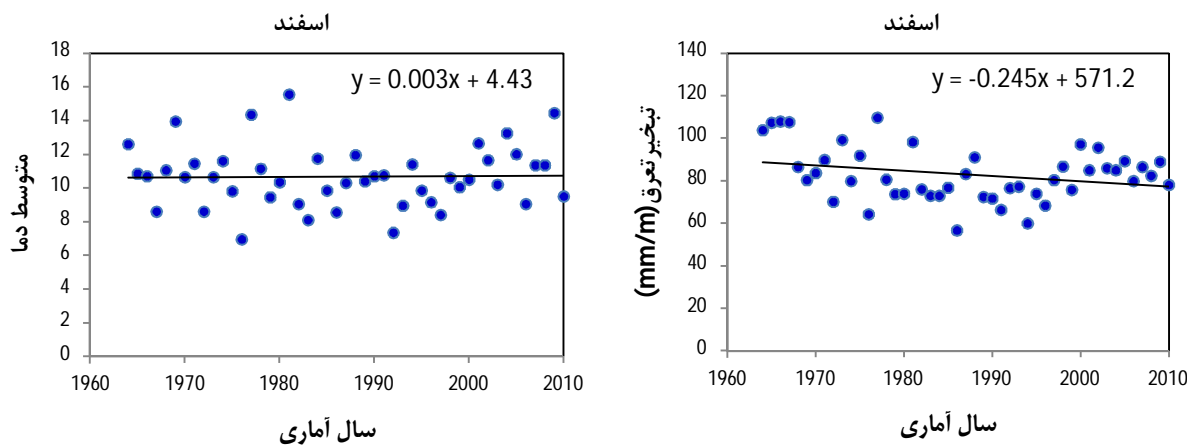 اسفند
y = 0.003x + 4.43
متوسط دما
18
16
14
12
10
8
6
4
2
0
1960 1970 1980 1990 2000 2010
سال آماری
اسفند
y = -0.245x + 571.2
تبخیرتعرق(mm/m)
140
120
100
80
60
40
20
0
1960 1970 1980 1990 2000 2010
سال آماری